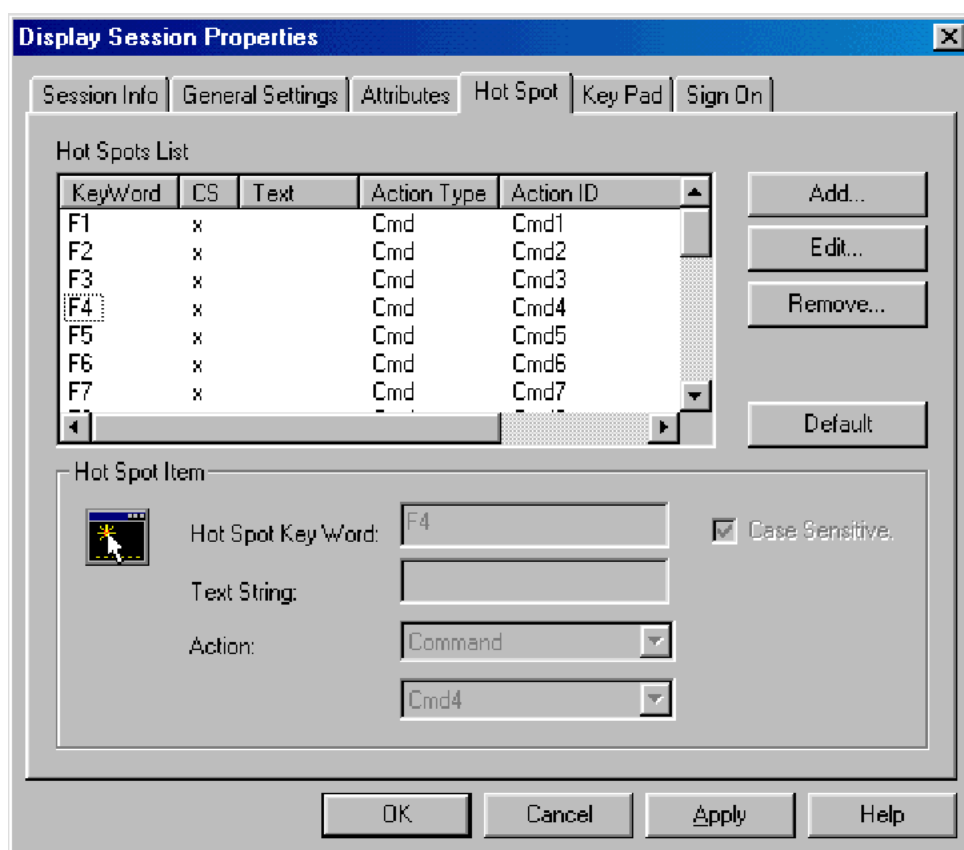 Display Session Properties
Session Info General Settings Attributes Hot Spot Key Pad Sign On
Hot Spots List
KeyWord CS Text Action Type Action ID
F1 x Cmd Cmd1
F2 x Cmd Cmd2
F3 x Cmd Cmd3
F4 x Cmd Cmd4
F5 x Cmd Cmd5
F6 x Cmd Cmd6
F7 x Cmd Cmd7
Add...
Edit...
Remove...
Default
Hot Spot Item
Hot Spot Key Word: F4 Case Sensitive.
Text String:
Action: Command
Cmd4
OK Cancel Apply Help